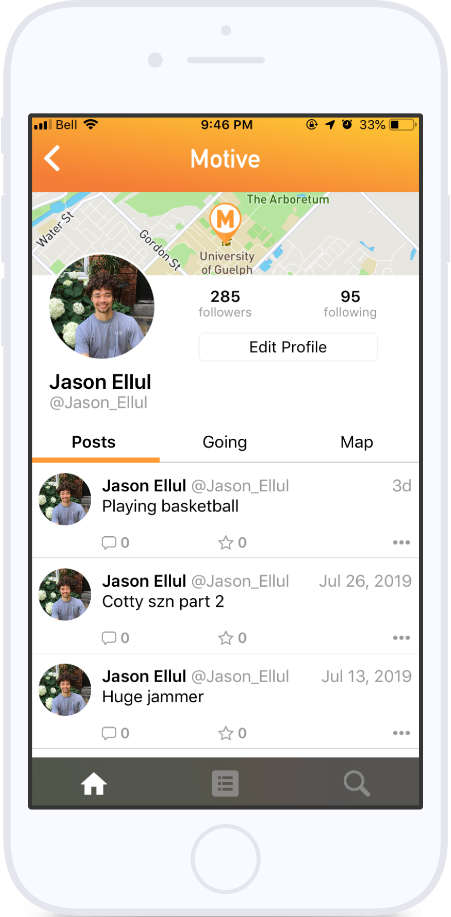 Bell 9:46 PM 33%
Motive
The Arboretum
Water St
Gordon St
M
University
of Guelph
285 95
followers following
Edit Profile
Jason Ellul
@Jason_Ellul
Posts Going Map
Jason Ellul @Jason_Ellul 3d
Playing basketball
0 0
Jason Ellul @Jason_Ellul Jul 26, 2019
Cotty szn part 2
0 0
Jason Ellul @Jason_Ellul Jul 13, 2019
Huge jammer
0 0